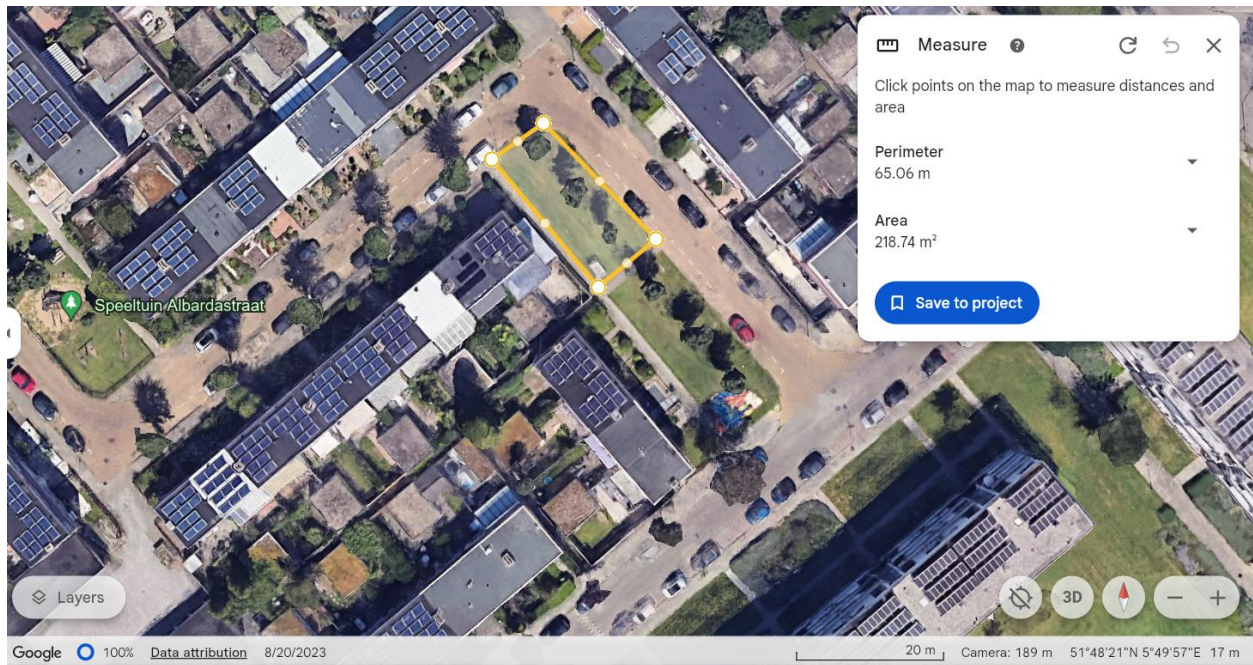 Measure
Click points on the map to measure distances and
area
Perimeter
65.06 m
Area
218.74 m²
Save to project
Speeltuin Albardastraat
Layers
3D
Google 100% Data attribution 8/20/2023 20 m Camera: 189 m 51°48'21"N 5°49'57"E 17 m